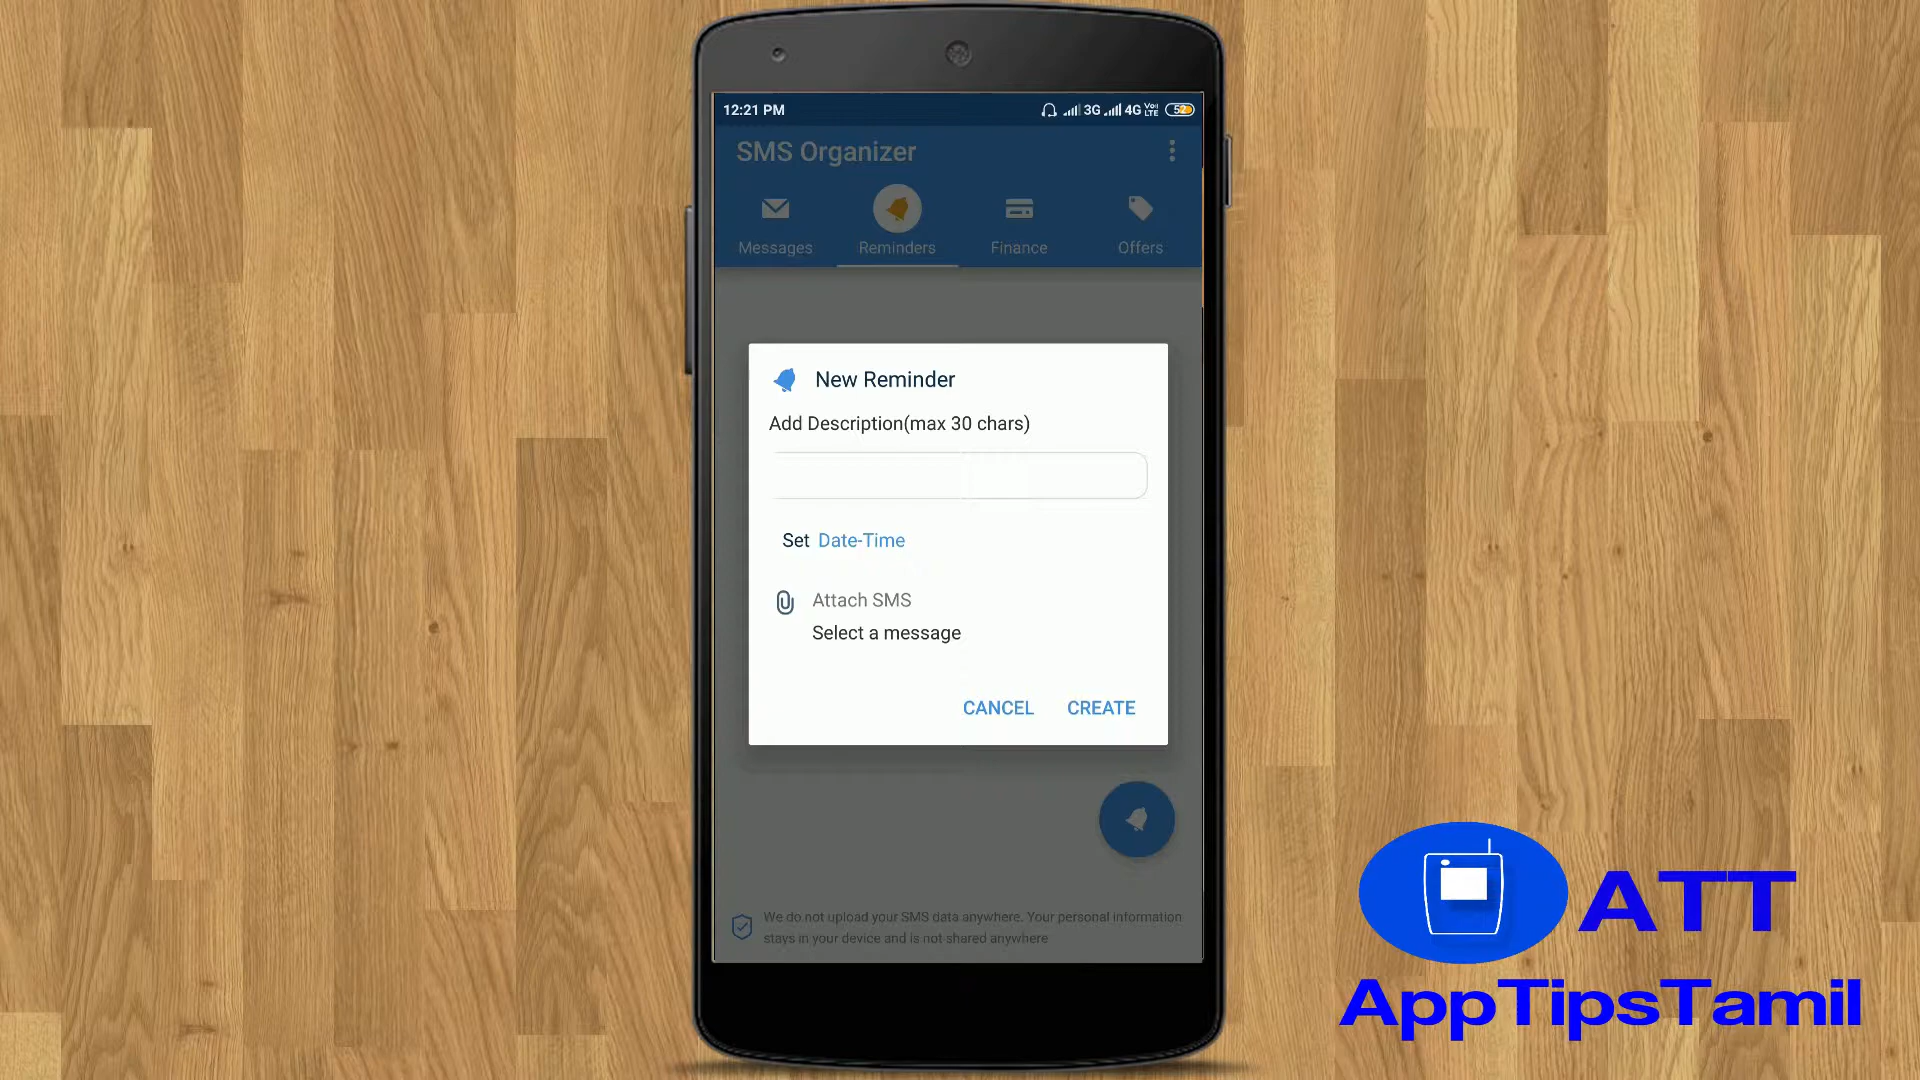 12:21 PM 3G 4G Vo) LTE 52
SMS Organizer
Messages Reminders Finance Offers
New Reminder
Add Description(max 30 chars)
Set Date-Time
Attach SMS
Select a message
CANCEL CREATE
We do not upload your SMS data anywhere. Your personal information
stays in your device and is not shared anywhere
ATT
AppTipsTamil